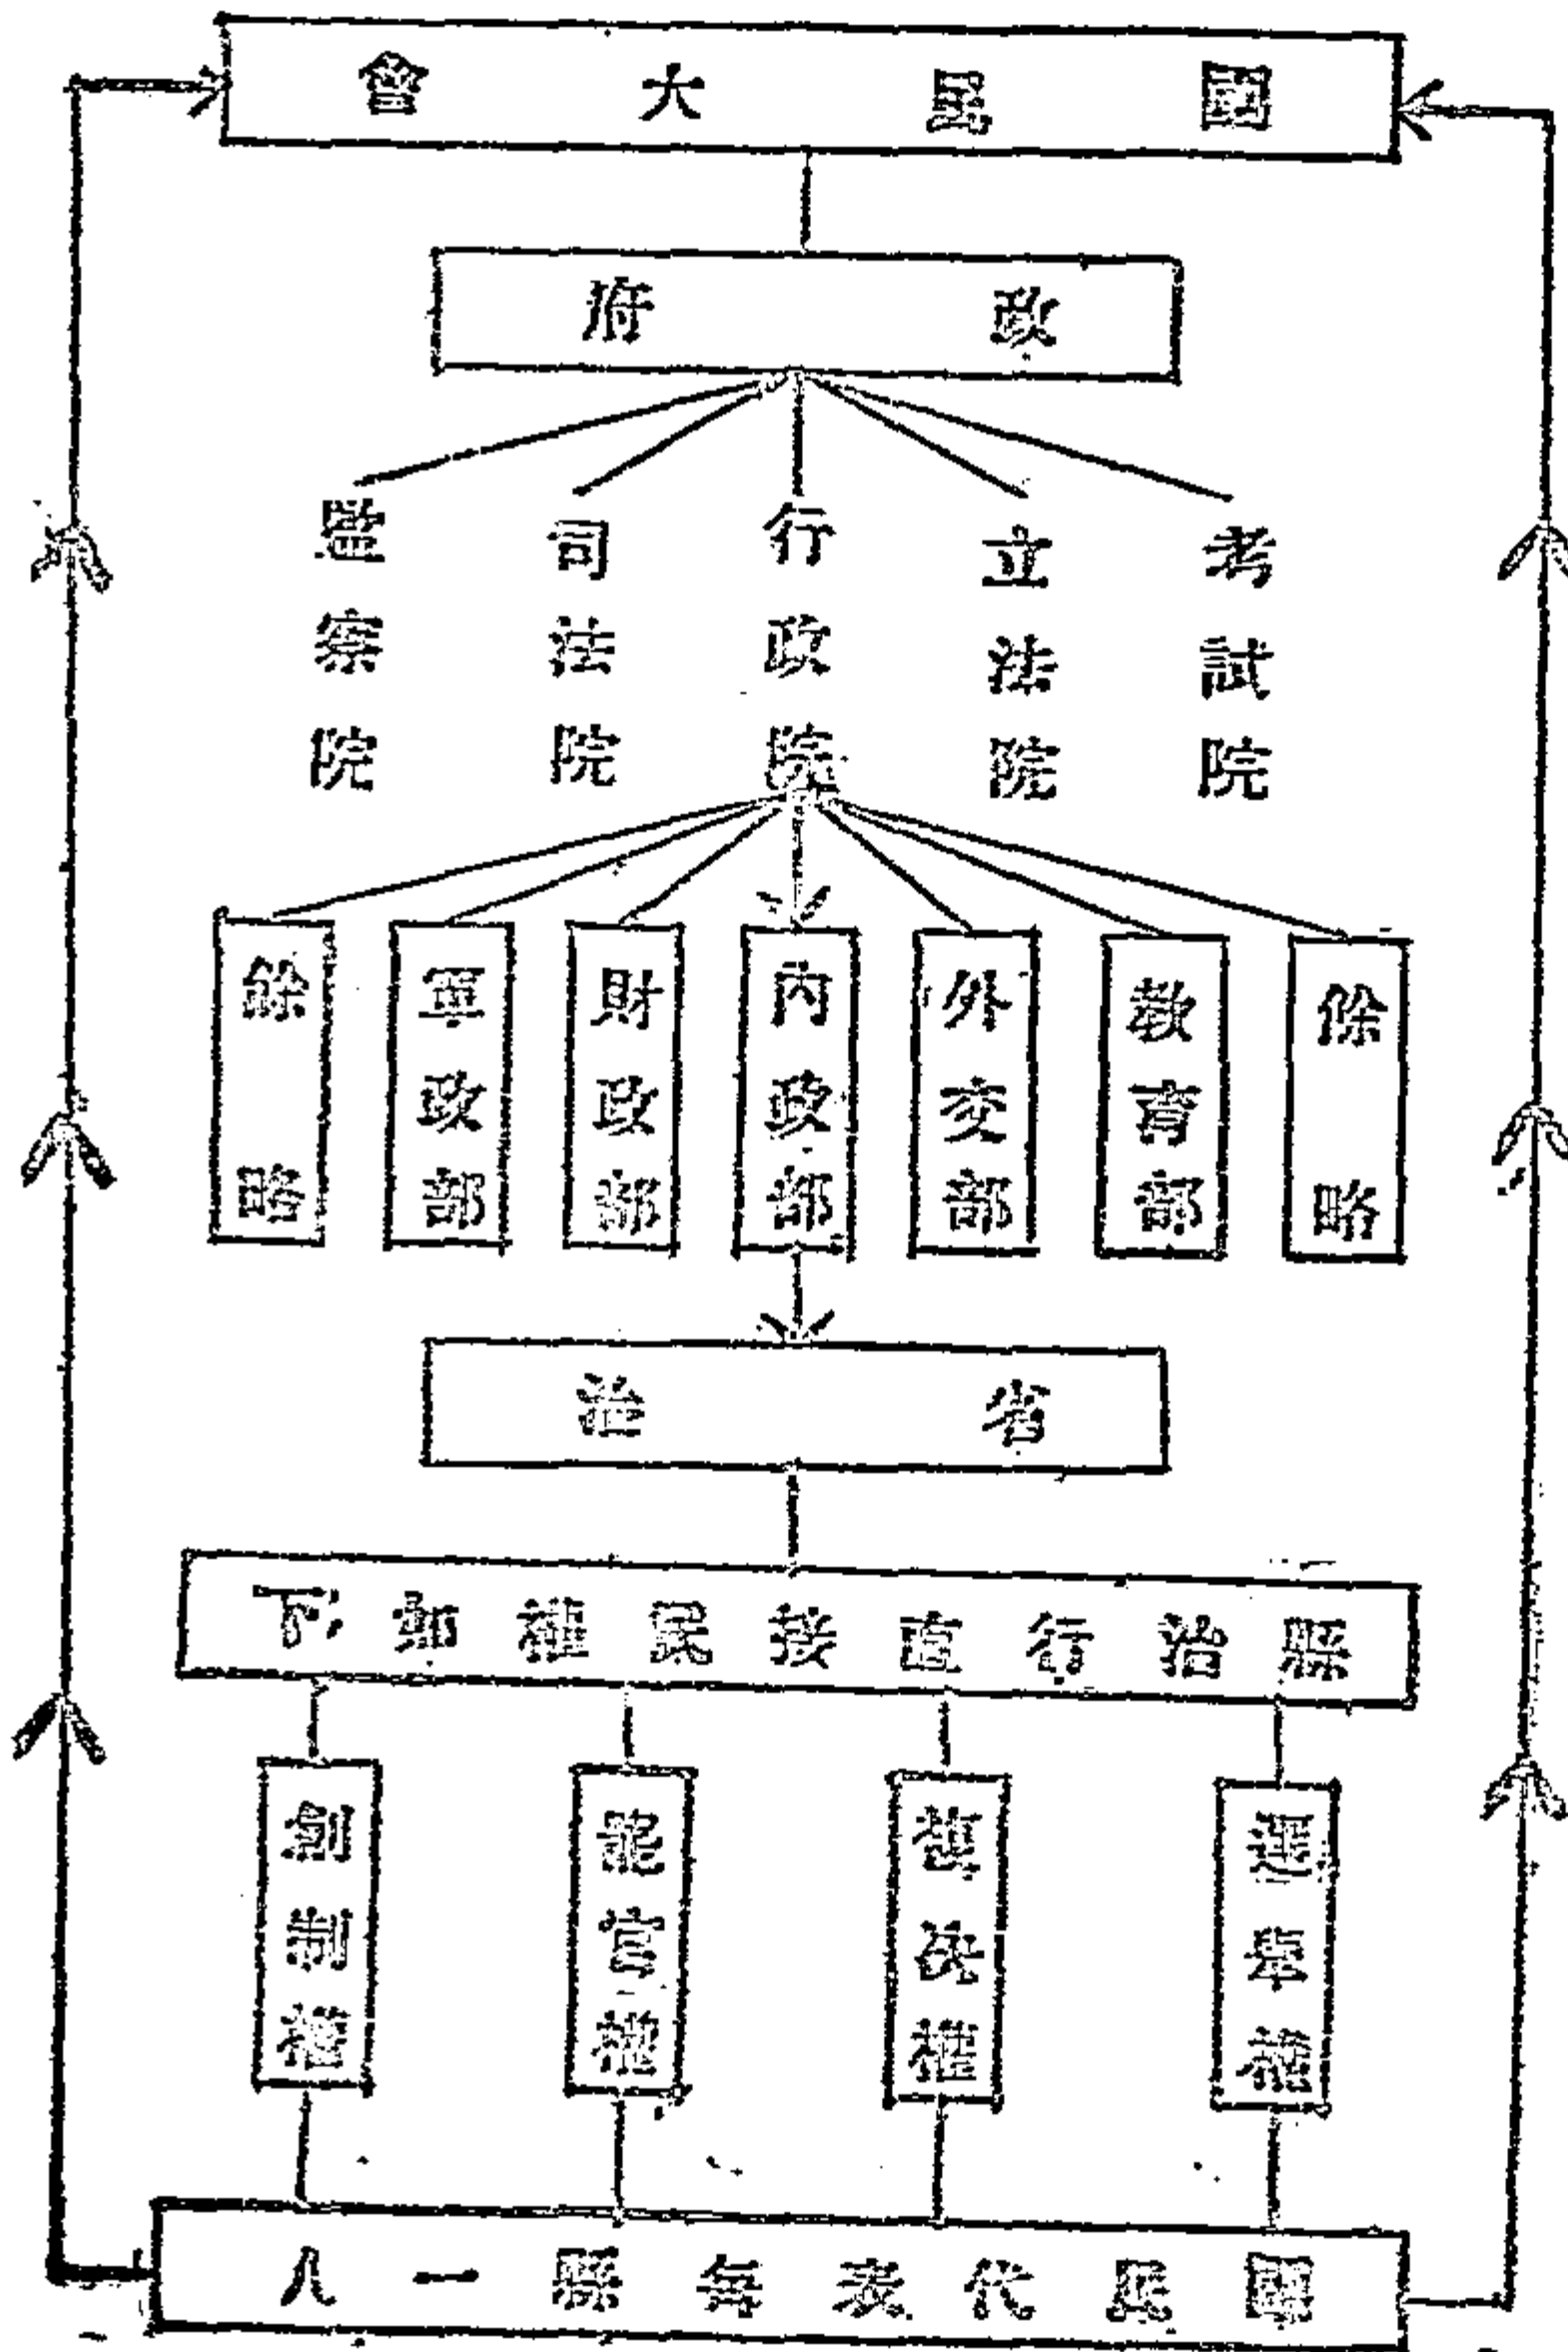 國民大會
政府
考試院
立法院
行政院
司法院
監察院
餘略
教育部
外交部
內政部
財政部
軍政部
餘略
省治
縣治行直接民權下
選舉權
複決權
罷官權
創制權
國民代表每縣一人